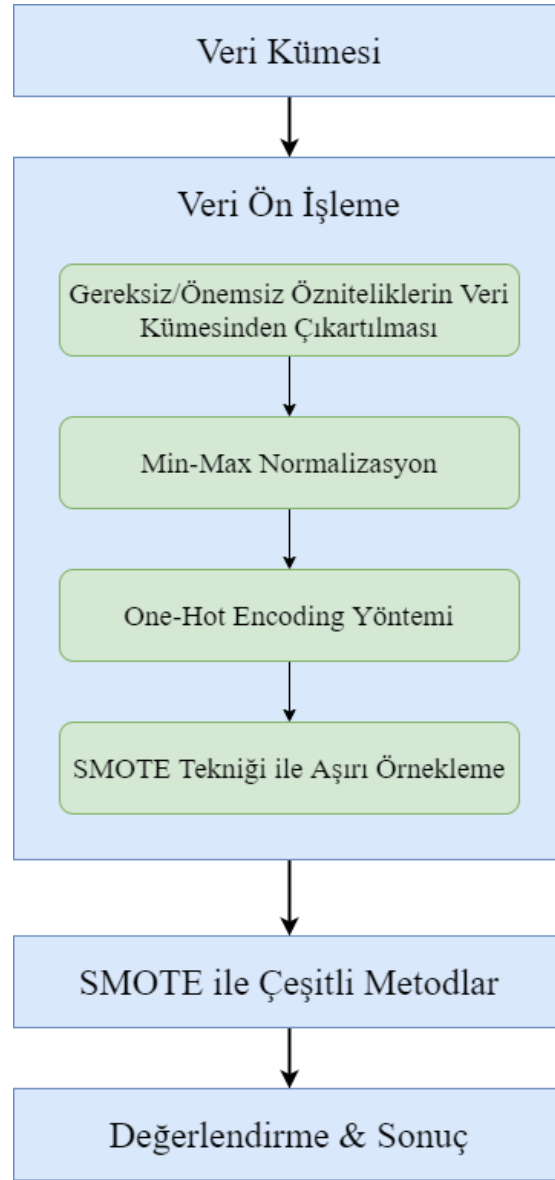 Veri Kümesi
Veri Ön İşleme
Gereksiz/Önemsiz Özniteliklerin Veri
Kümesinden Çıkartılması
Min-Max Normalizasyon
One-Hot Encoding Yöntemi
SMOTE Tekniği ile Aşırı Örnekleme
SMOTE ile Çeşitli Metodlar
Değerlendirme & Sonuç